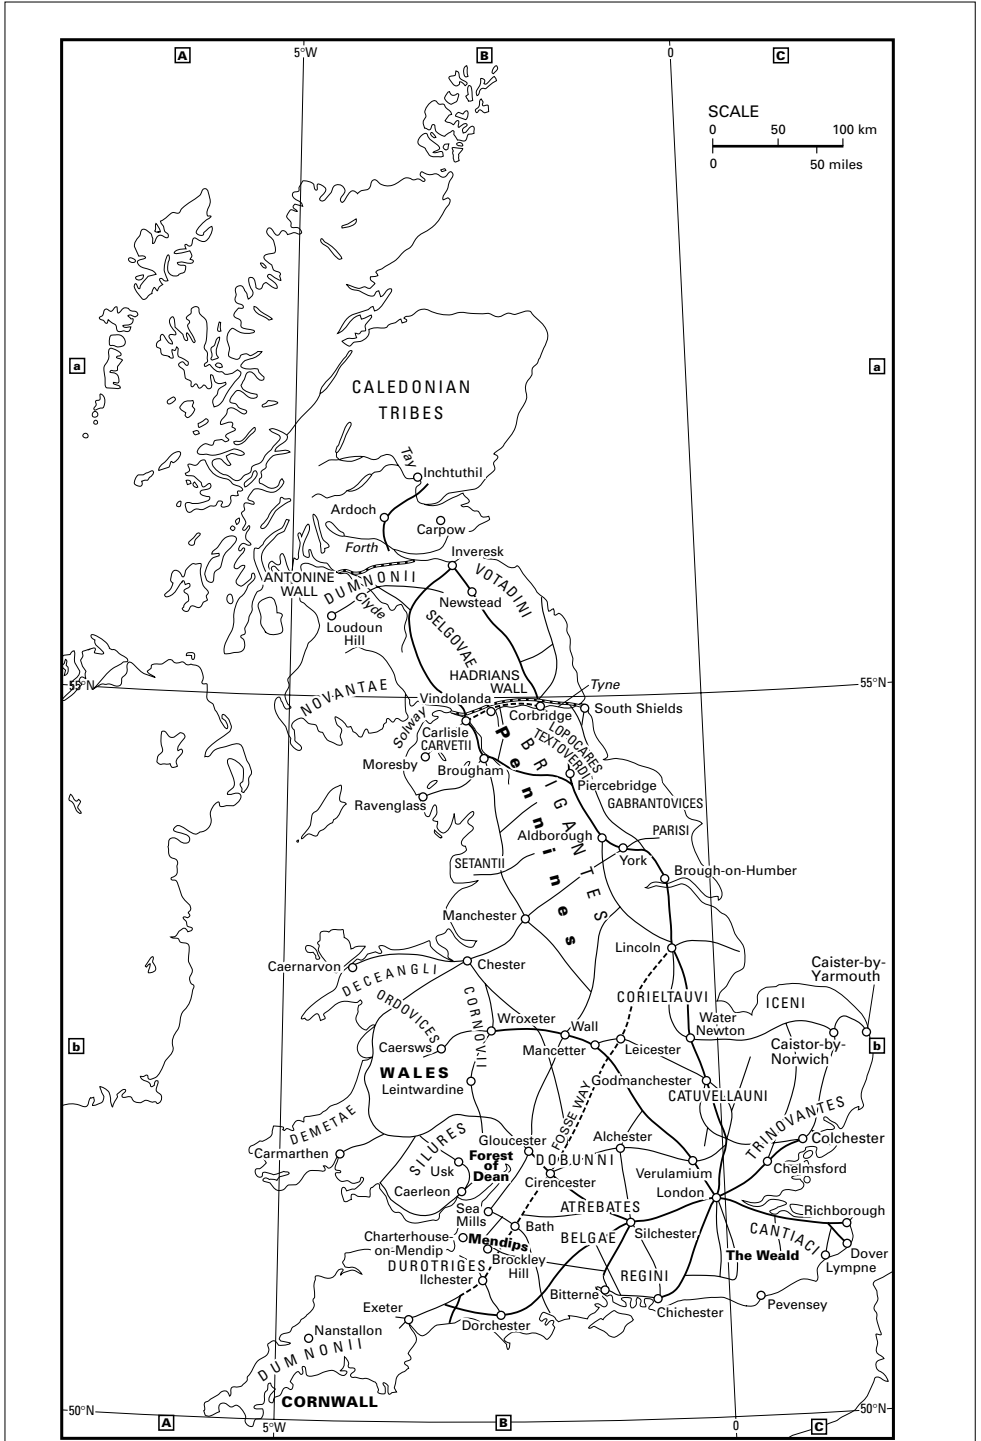 A
5°W
B
0
C
SCALE
0 50 100 km
0 50 miles
a
a
CALEDONIAN
TRIBES
Tay
Inchtuthil
Ardoch
Carpow
Forth
Inveresk
ANTONINE
WALL
DUMNONII
VOTADINI
Clyde
Newstead
Loudoun
Hill
SELGOVAE
HADRIANS
WALL
55°N
55°N
NOVANTAE
Vindolanda
Tyne
Solway
Corbridge
South Shields
Carlisle
CARVETII
LOPOCARES
TEXTOVERDI
Moresby
Brougham
Pennines
BRIGANTES
Piercebridge
Ravenglass
GABRANTOVICES
Aldborough
PARISI
York
SETANTII
Brough-on-Humber
Manchester
Lincoln
Caernarvon
DECEANGLI
Chester
Caister-by-
Yarmouth
ORDOVICES
CORNOVII
CORIELTAUVI
ICENI
Wroxeter
Wall
Water
Newton
b
Caersws
Mancetter
Leicester
Caistor-by-
Norwich
b
WALES
Leintwardine
Godmanchester
CATUVELLAUNI
FOSSE WAY
DEMETAE
SILURES
TRINOVANTES
Carmarthen
Gloucester
Alchester
Colchester
Usk
Forest
of
Dean
DOBUNNI
Cirencester
Verulamium
Chelmsford
Caerleon
London
Sea
Mills
ATREBATES
Richborough
Bath
BELGAE
Silchester
CANTIACI
Charterhouse-
on-Mendip
Mendips
The Weald
Dover
Brockley
Hill
Lympne
DUROTRIGES
Ilchester
REGINI
Bitterne
Pevensey
Exeter
Chichester
Dorchester
Nanstallon
DUMNONII
CORNWALL
50°N
50°N
A
5°W
B
0
C